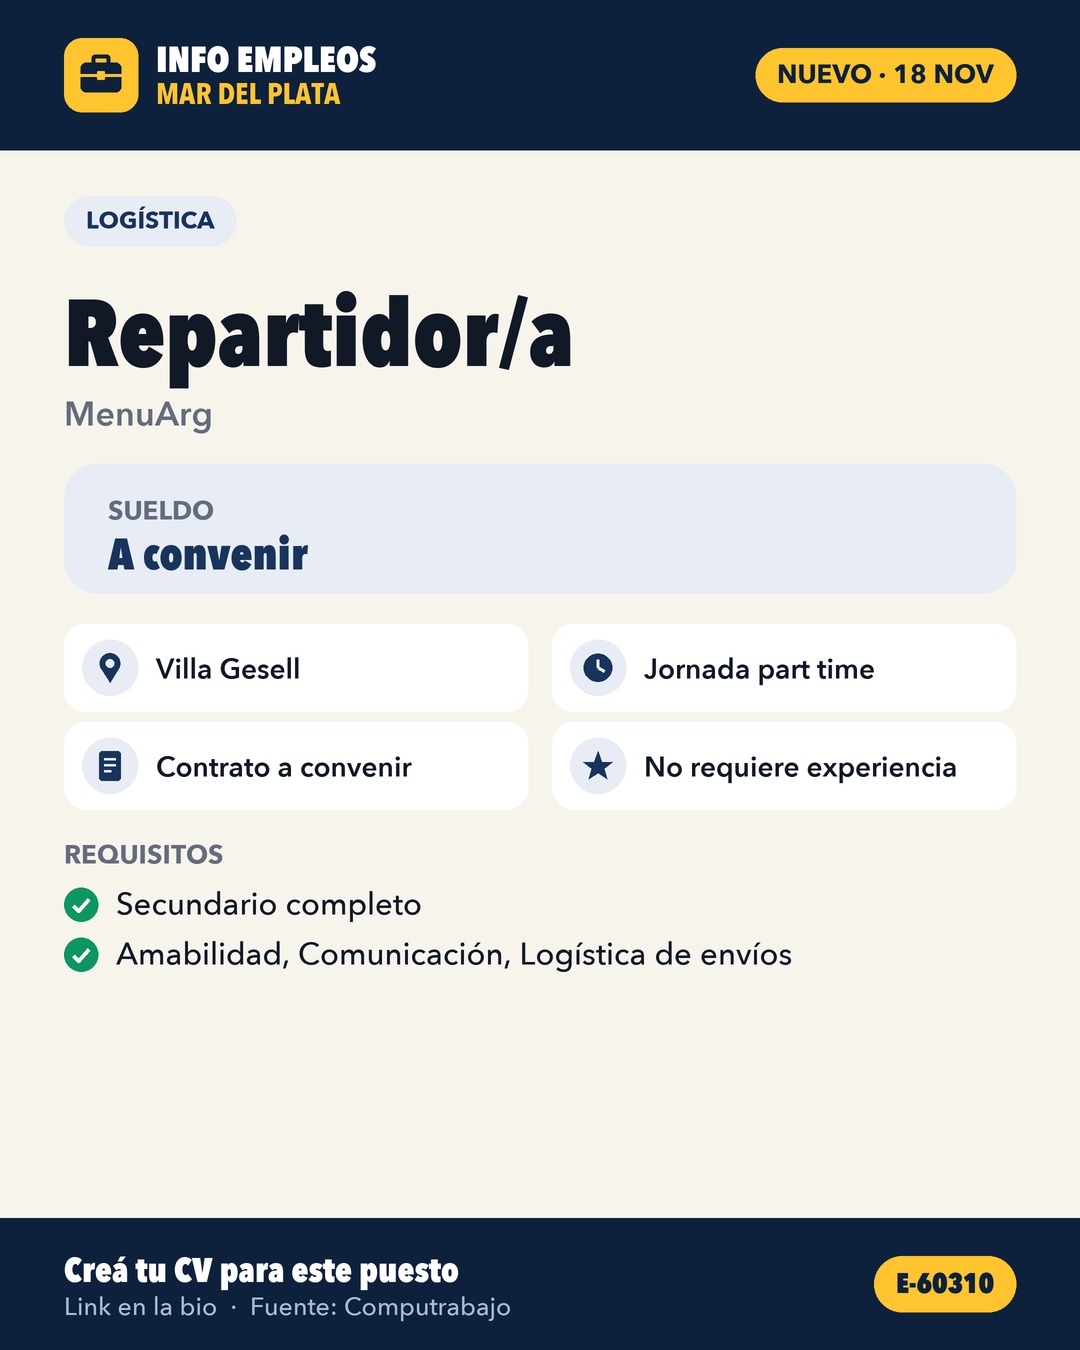 INFO EMPLEOS
MAR DEL PLATA
NUEVO · 18 NOV
LOGÍSTICA
Repartidor/a
MenuArg
SUELDO
A convenir
Villa Gesell
Jornada part time
Contrato a convenir
No requiere experiencia
REQUISITOS
Secundario completo
Amabilidad, Comunicación, Logística de envíos
Creá tu CV para este puesto
Link en la bio · Fuente: Computrabajo
E-60310